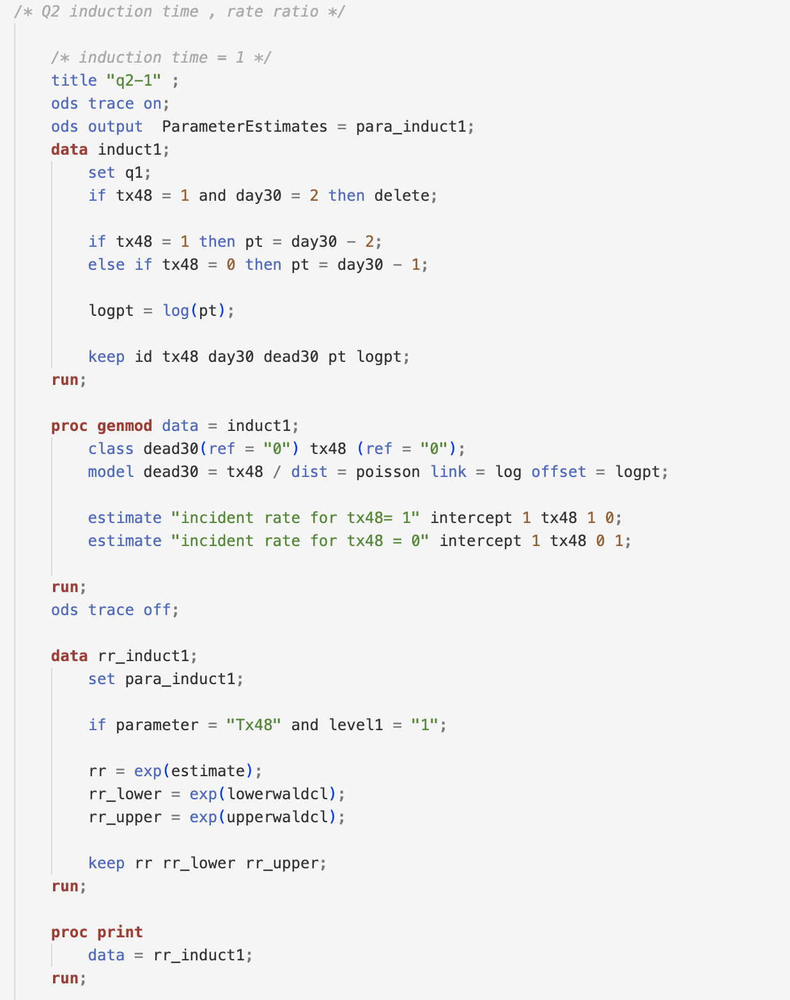 /* Q2 induction time , rate ratio */
/* induction time = 1 */
title "q2-1" ;
ods trace on;
ods output  ParameterEstimates = para_induct1;
data induct1;
set q1;
if tx48 = 1 and day30 = 2 then delete;
if tx48 = 1 then pt = day30 - 2;
else if tx48 = 0 then pt = day30 - 1;
logpt = log(pt);
keep id tx48 day30 dead30 pt logpt;
run;
proc genmod data = induct1;
class dead30(ref = "0") tx48 (ref = "0");
model dead30 = tx48 / dist = poisson link = log offset = logpt;
estimate "incident rate for tx48= 1" intercept 1 tx48 1 0;
estimate "incident rate for tx48 = 0" intercept 1 tx48 0 1;
run;
ods trace off;
data rr_induct1;
set para_induct1;
if parameter = "Tx48" and level1 = "1";
rr = exp(estimate);
rr_lower = exp(lowerwaldcl);
rr_upper = exp(upperwaldcl);
keep rr rr_lower rr_upper;
run;
proc print
data = rr_induct1;
run;